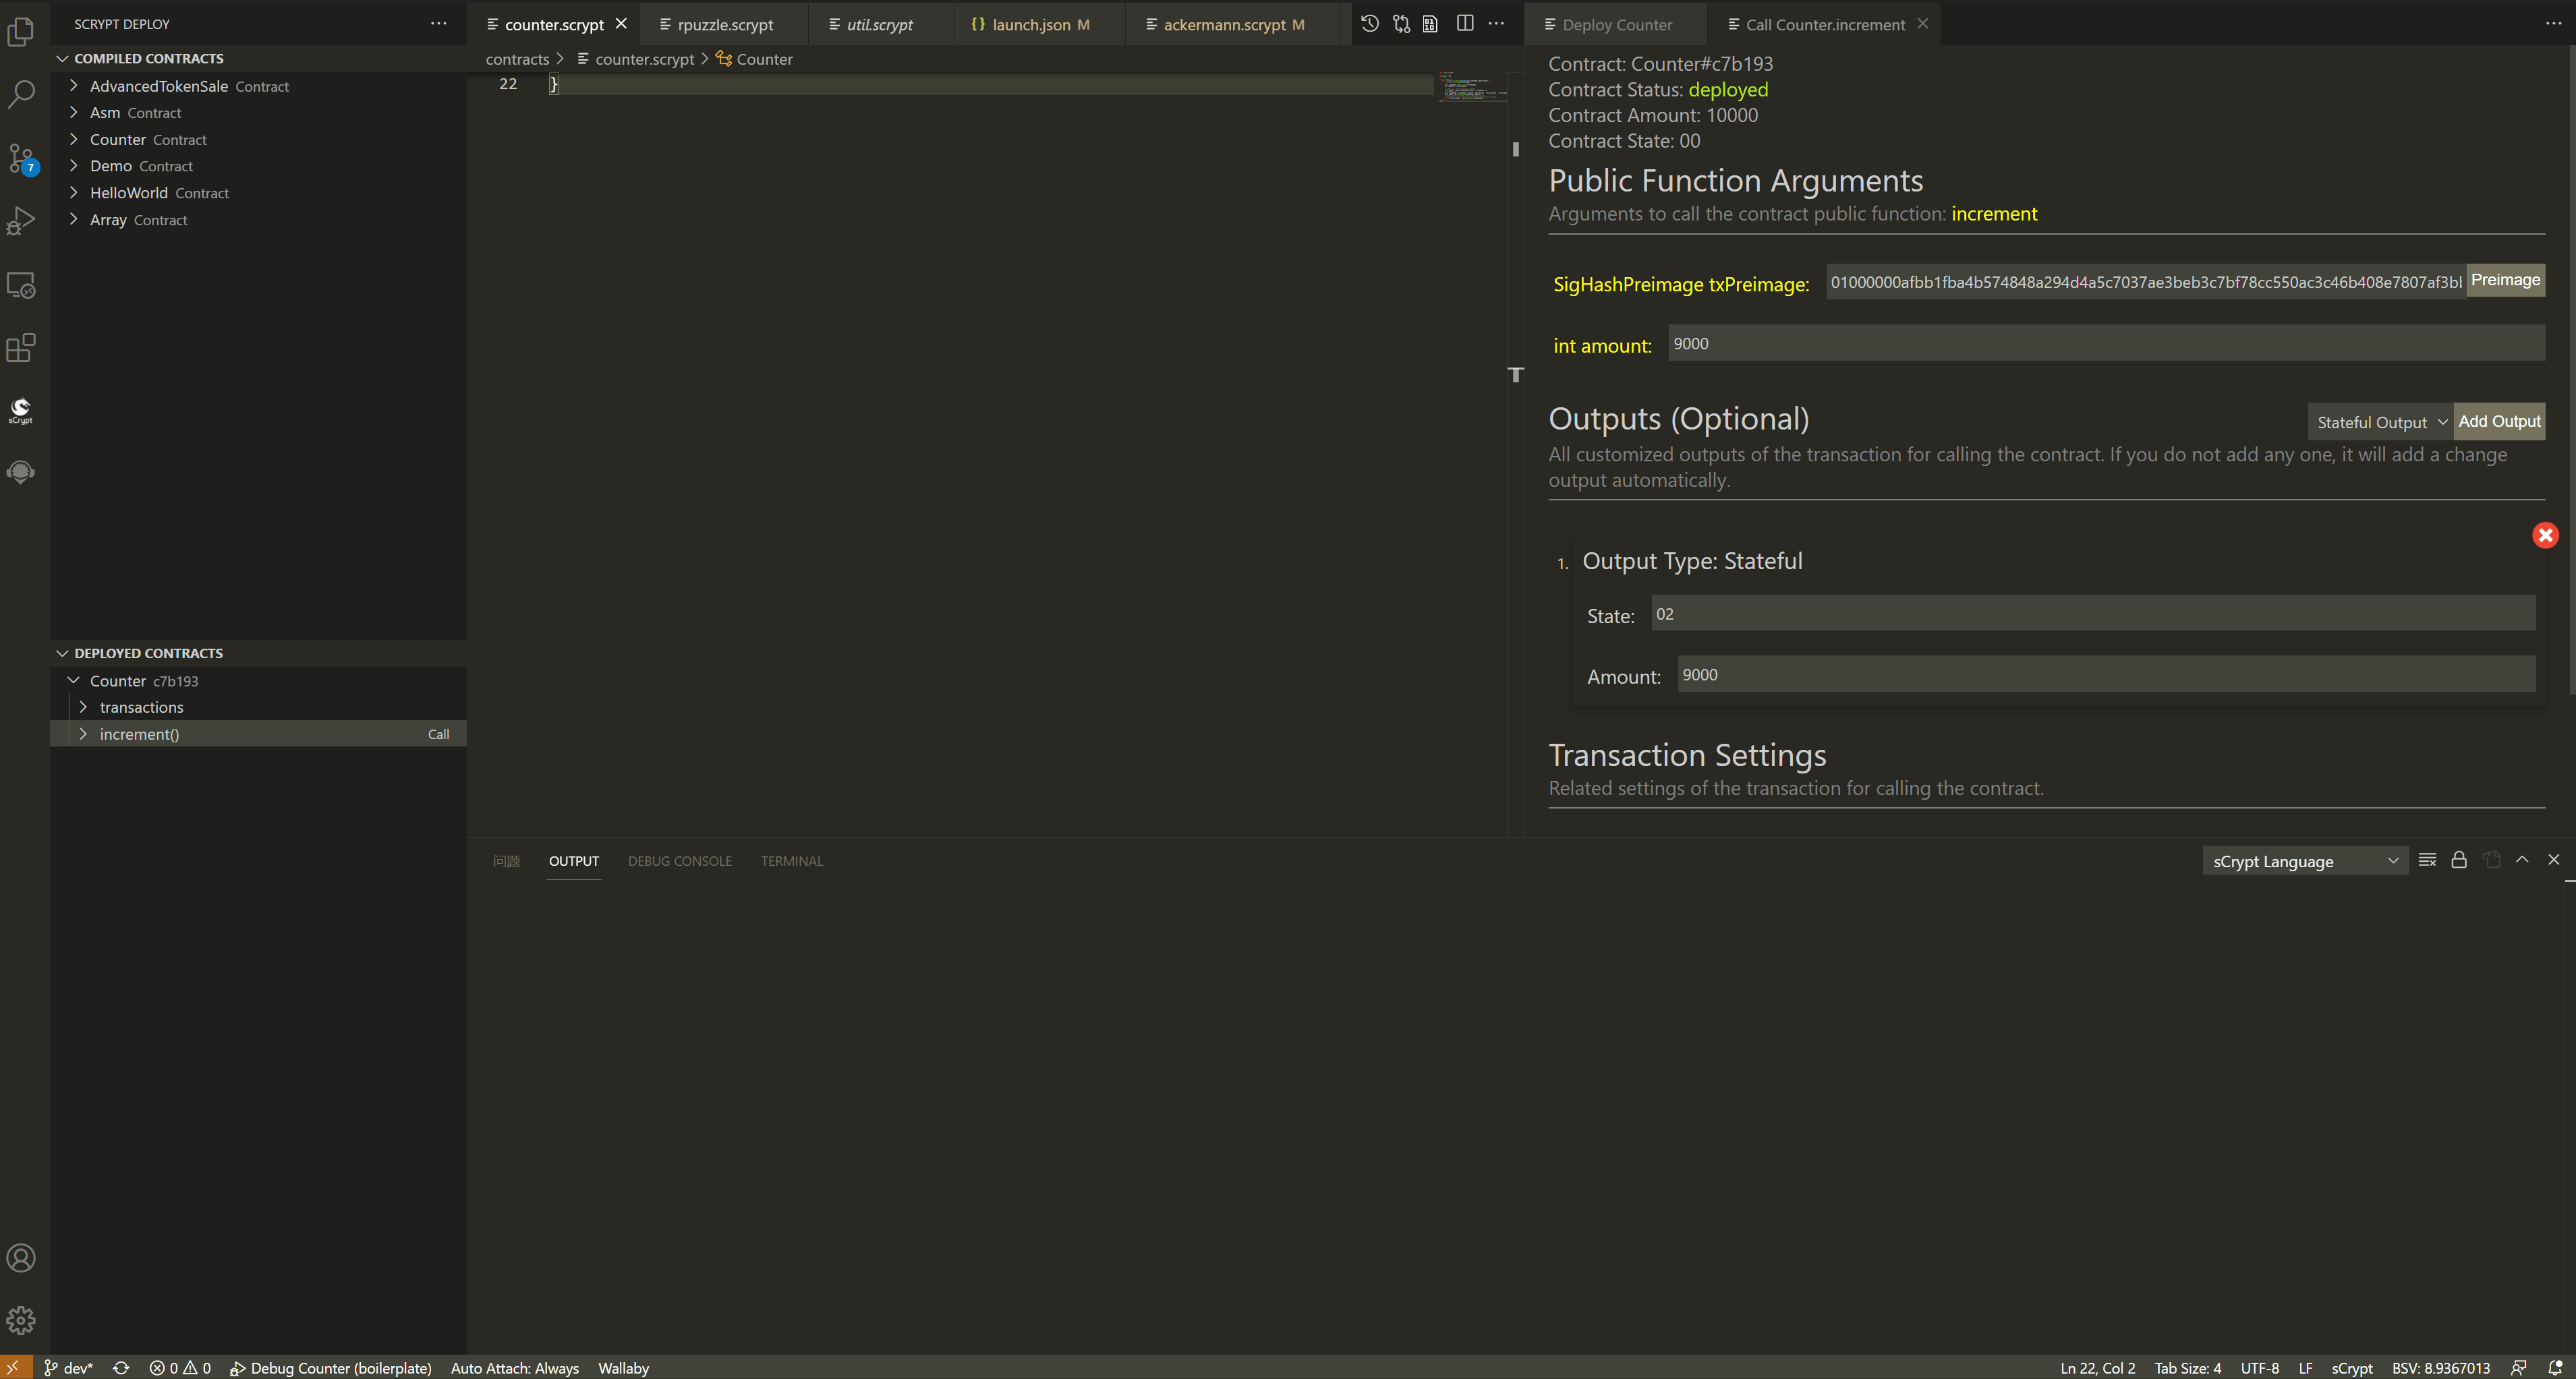 SCRYPT DEPLOY
COMPILED CONTRACTS
AdvancedTokenSale Contract
Asm Contract
Counter Contract
Demo Contract
HelloWorld Contract
Array Contract
7
sCrypt
DEPLOYED CONTRACTS
Counter c7b193
transactions
increment() Call
counter.scrypt
rpuzzle.scrypt
util.scrypt
launch.json M
ackermann.scrypt M
contracts > counter.scrypt > Counter
22 }
Deploy Counter
Call Counter.increment
Contract: Counter#c7b193
Contract Status: deployed
Contract Amount: 10000
Contract State: 00
Public Function Arguments
Arguments to call the contract public function: increment
SigHashPreimage txPreimage: 01000000afbb1fba4b574848a294d4a5c7037ae3beb3c7bf78cc550ac3c46b408e7807af3bl Preimage
int amount: 9000
Outputs (Optional) Stateful Output Add Output
All customized outputs of the transaction for calling the contract. If you do not add any one, it will add a change
output automatically.
1. Output Type: Stateful
State: 02
Amount: 9000
Transaction Settings
Related settings of the transaction for calling the contract.
问题 OUTPUT DEBUG CONSOLE TERMINAL sCrypt Language
dev* 0 0 Debug Counter (boilerplate) Auto Attach: Always Wallaby Ln 22, Col 2 Tab Size: 4 UTF-8 LF sCrypt BSV: 8.9367013